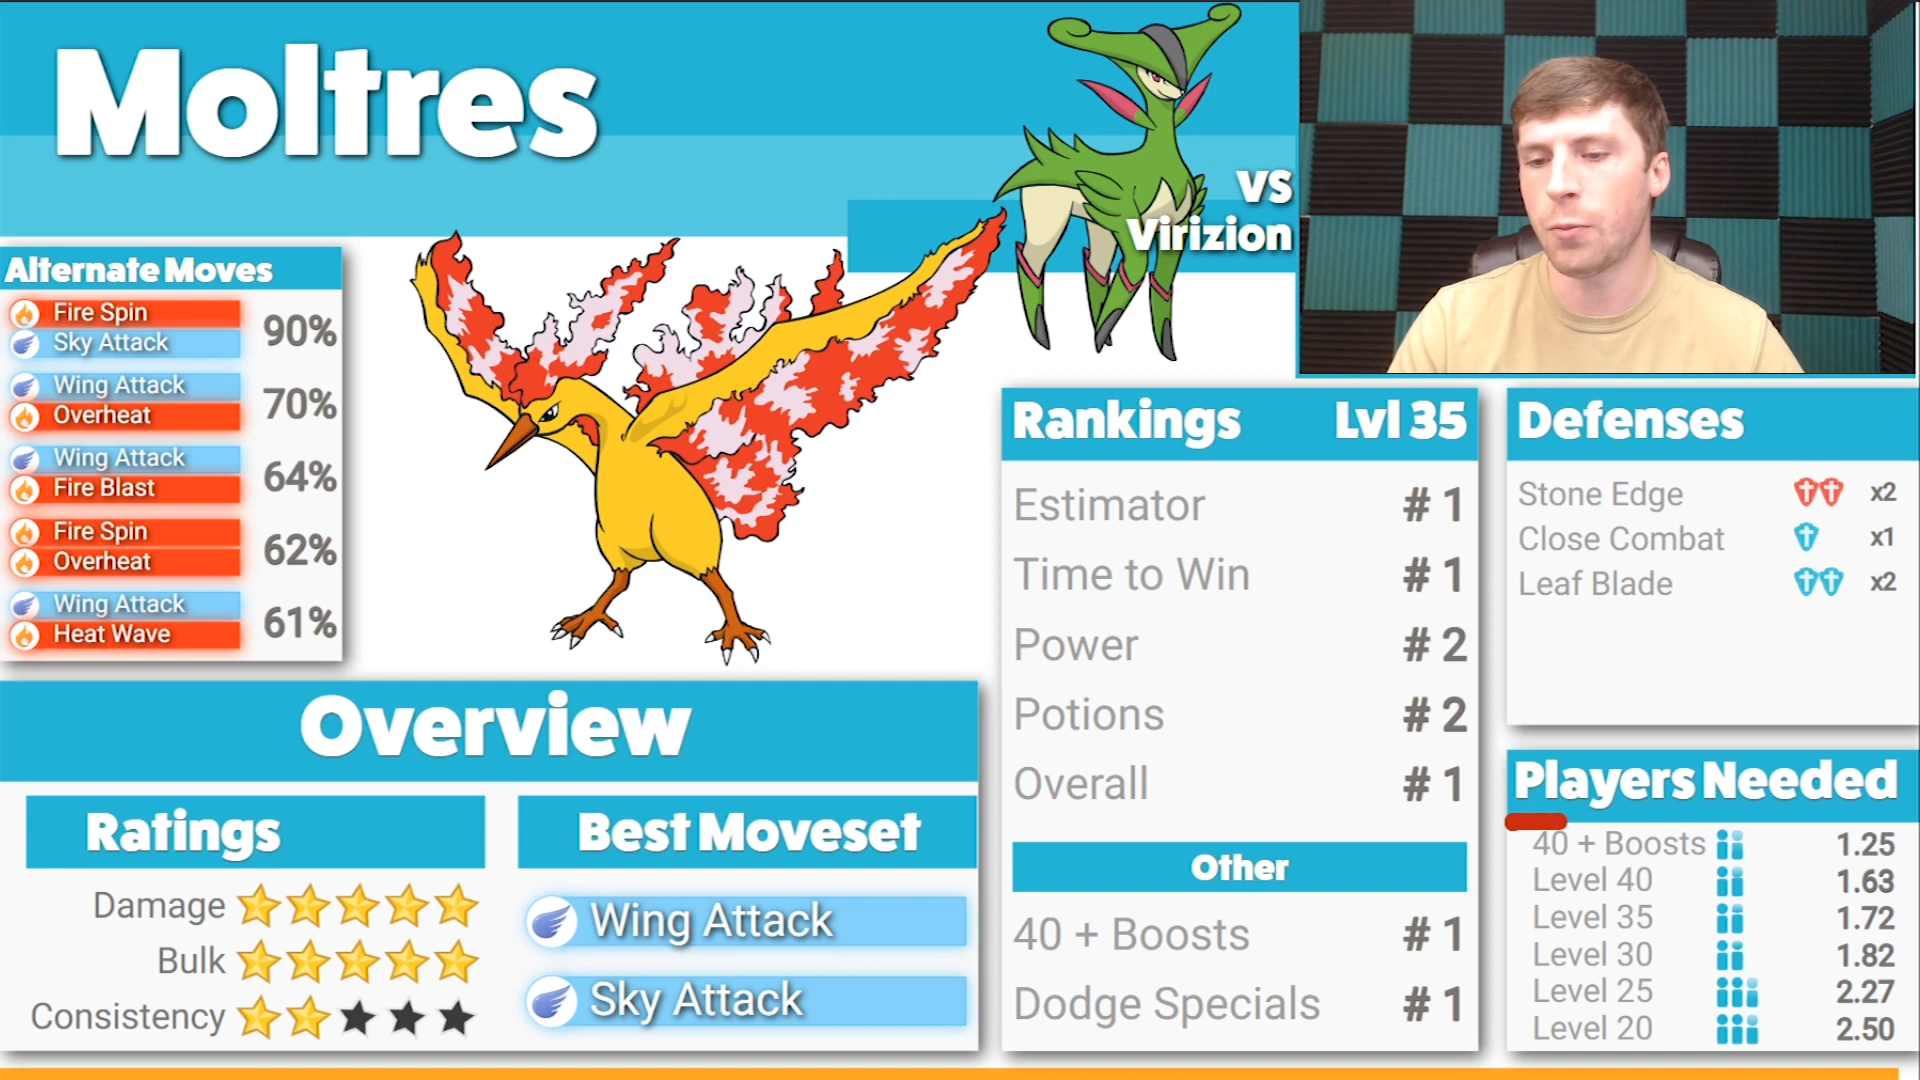 Moltres
vs
Virizion
Alternate Moves
Fire Spin
Sky Attack
90%
Wing Attack
Overheat
70%
Wing Attack
Fire Blast
64%
Fire Spin
Overheat
62%
Wing Attack
Heat Wave
61%
Overview
Ratings
Damage
Bulk
Consistency
Best Moveset
Wing Attack
Sky Attack
Rankings Lvl 35
Estimator # 1
Time to Win # 1
Power # 2
Potions # 2
Overall # 1
Other
40 + Boosts # 1
Dodge Specials # 1
Defenses
Stone Edge x2
Close Combat x1
Leaf Blade x2
Players Needed
40 + Boosts 1.25
Level 40 1.63
Level 35 1.72
Level 30 1.82
Level 25 2.27
Level 20 2.50